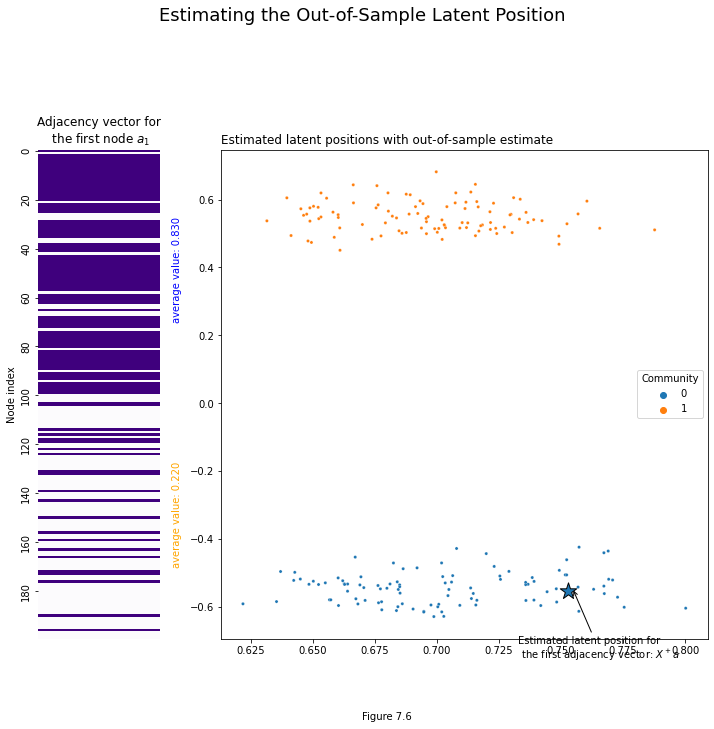 Estimating the Out-of-Sample Latent Position
Adjacency vector for
the first node a₁
Node index
0
20
40
60
80
100
120
140
160
180
average value: 0.830
average value: 0.220
Estimated latent positions with out-of-sample estimate
0.6
0.4
0.2
0.0
−0.2
−0.4
−0.6
Community
0
1
0.625
0.650
0.675
0.700
0.725
0.750
0.775
0.800
Estimated latent position for
the first adjacency vector: X⁺a
Figure 7.6